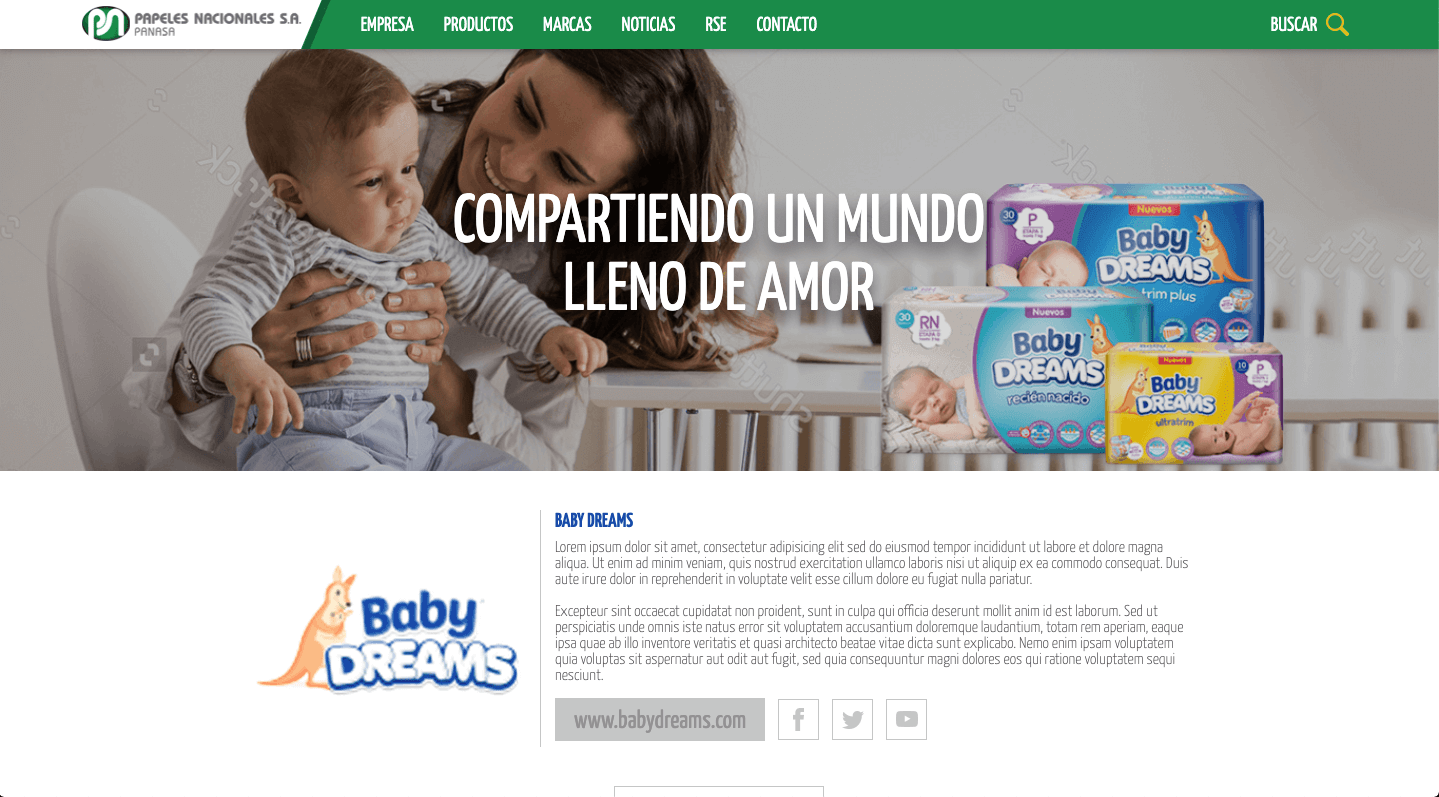 PAPELES NACIONALES S.A.
PANASA
EMPRESA PRODUCTOS MARCAS NOTICIAS RSE CONTACTO BUSCAR
COMPARTIENDO UN MUNDO
LLENO DE AMOR
Nuevos
30 P
ETAPA
Baby
DREAMS
trim plus
Nuevos
30 RN
ETAPA
Baby
DREAMS
recién nacido
Nuevos
10 P
Baby
DREAMS
ultratrim
BABY DREAMS
Lorem ipsum dolor sit amet, consectetur adipisicing elit sed do eiusmod tempor incididunt ut labore et dolore magna
aliqua. Ut enim ad minim veniam, quis nostrud exercitation ullamco laboris nisi ut aliquip ex ea commodo consequat. Duis
aute irure dolor in reprehenderit in voluptate velit esse cillum dolore eu fugiat nulla pariatur.
Excepteur sint occaecat cupidatat non proident, sunt in culpa qui officia deserunt mollit anim id est laborum. Sed ut
perspiciatis unde omnis iste natus error sit voluptatem accusantium doloremque laudantium, totam rem aperiam, eaque
ipsa quae ab illo inventore veritatis et quasi architecto beatae vitae dicta sunt explicabo. Nemo enim ipsam voluptatem
quia voluptas sit aspernatur aut odit aut fugit, sed quia consequuntur magni dolores eos qui ratione voluptatem sequi
nesciunt.
Baby
DREAMS
www.babydreams.com